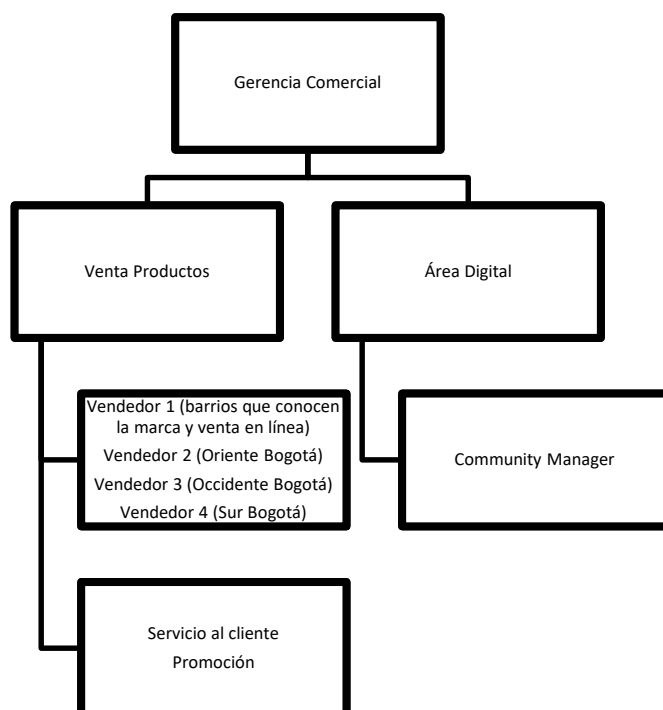 Gerencia Comercial
Venta Productos
Área Digital
Vendedor 1 (barrios que conocen
la marca y venta en línea)
Vendedor 2 (Oriente Bogotá)
Vendedor 3 (Occidente Bogotá)
Vendedor 4 (Sur Bogotá)
Community Manager
Servicio al cliente
Promoción